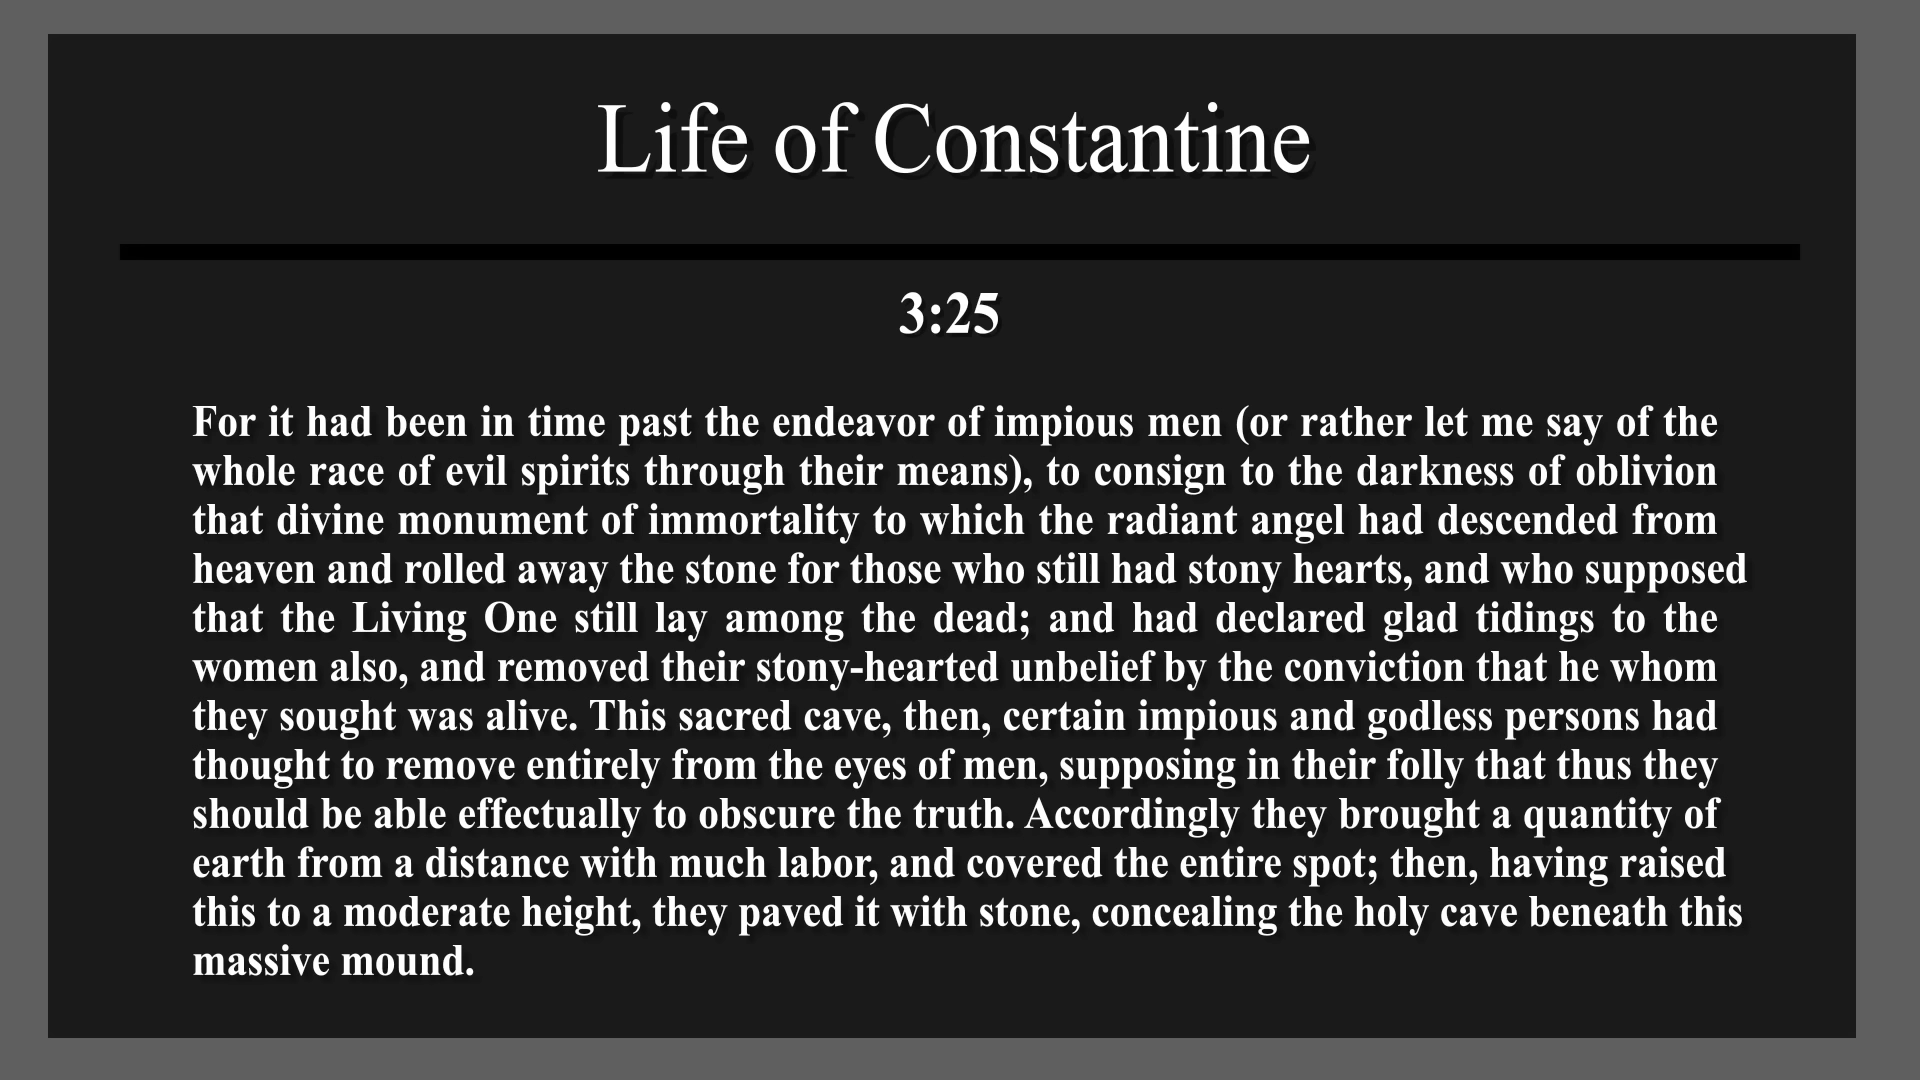 Life of Constantine
3:25
For it had been in time past the endeavor of impious men (or rather let me say of the
whole race of evil spirits through their means), to consign to the darkness of oblivion
that divine monument of immortality to which the radiant angel had descended from
heaven and rolled away the stone for those who still had stony hearts, and who supposed
that the Living One still lay among the dead; and had declared glad tidings to the
women also, and removed their stony-hearted unbelief by the conviction that he whom
they sought was alive. This sacred cave, then, certain impious and godless persons had
thought to remove entirely from the eyes of men, supposing in their folly that thus they
should be able effectually to obscure the truth. Accordingly they brought a quantity of
earth from a distance with much labor, and covered the entire spot; then, having raised
this to a moderate height, they paved it with stone, concealing the holy cave beneath this
massive mound.